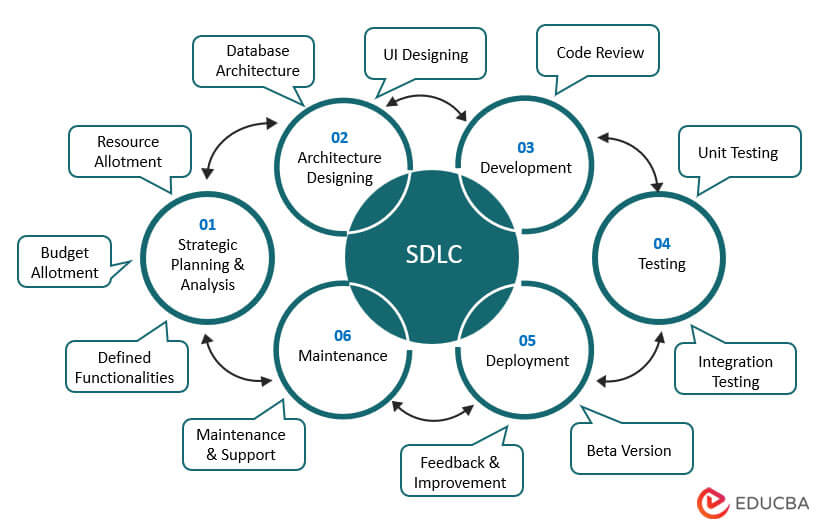 Database
Architecture
UI Designing
Code Review
Resource
Allotment
02
Architecture
Designing
03
Development
Unit Testing
Budget
Allotment
01
Strategic
Planning &
Analysis
SDLC
04
Testing
Defined
Functionalities
06
Maintenance
05
Deployment
Integration
Testing
Maintenance
& Support
Feedback &
Improvement
Beta Version
EDUCBA